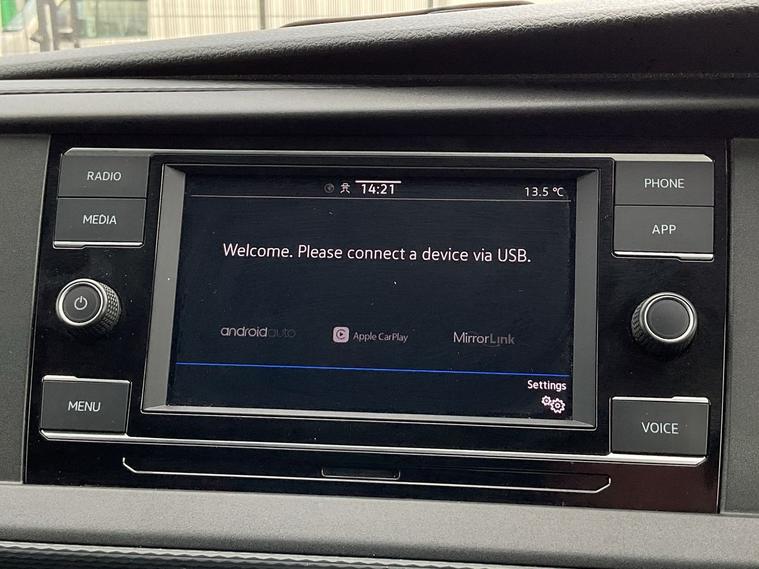 RADIO
MEDIA
MENU
14:21
13.5 °C
Welcome. Please connect a device via USB.
androidauto
Apple CarPlay
MirrorLink
Settings
PHONE
APP
VOICE